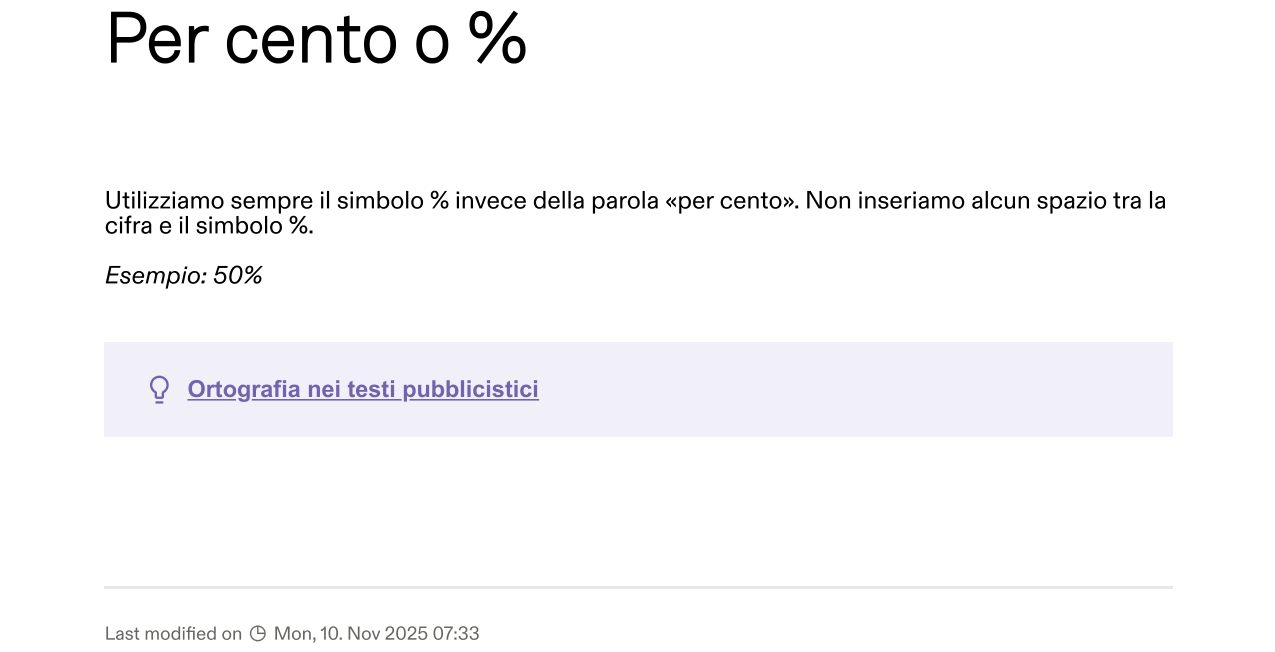 Per cento o %
Utilizziamo sempre il simbolo % invece della parola «per cento». Non inseriamo alcun spazio tra la
cifra e il simbolo %.
Esempio: 50%
Ortografia nei testi pubblicistici
Last modified on Mon, 10. Nov 2025 07:33